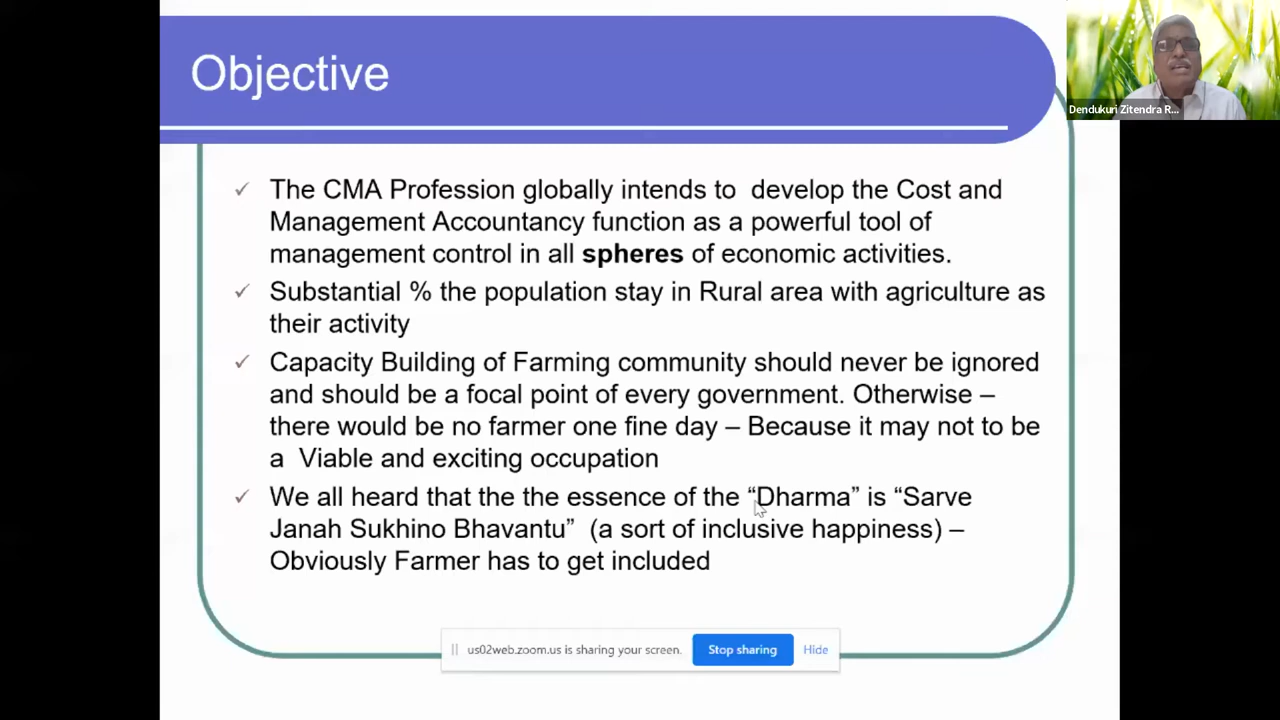 Objective
Dendukuri Zitendra R...
✓ The CMA Profession globally intends to develop the Cost and
Management Accountancy function as a powerful tool of
management control in all spheres of economic activities.
✓ Substantial % the population stay in Rural area with agriculture as
their activity
✓ Capacity Building of Farming community should never be ignored
and should be a focal point of every government. Otherwise –
there would be no farmer one fine day – Because it may not to be
a Viable and exciting occupation
✓ We all heard that the the essence of the “Dharma” is “Sarve
Janah Sukhino Bhavantu” (a sort of inclusive happiness) –
Obviously Farmer has to get included
us02web.zoom.us is sharing your screen. Stop sharing Hide